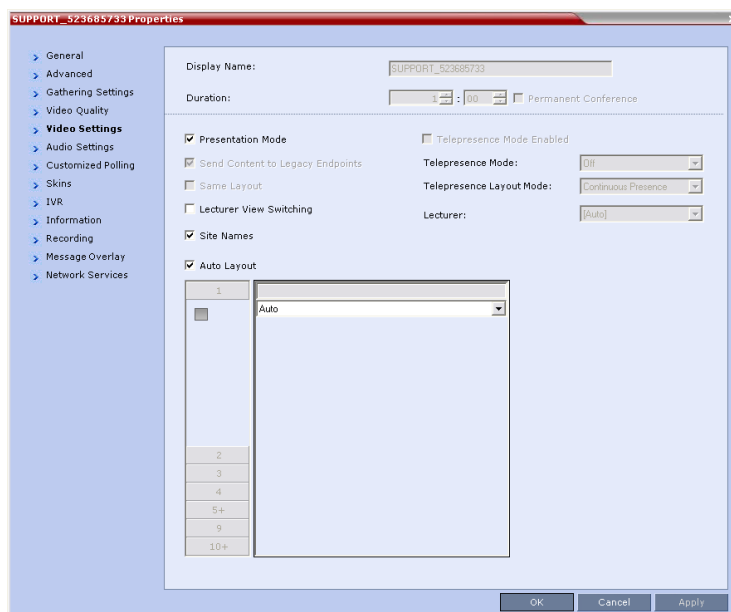 SUPPORT_523685733 Properties
General
Advanced
Gathering Settings
Video Quality
Video Settings
Audio Settings
Customized Polling
Skins
IVR
Information
Recording
Message Overlay
Network Services
Display Name: SUPPORT_523685733
Duration: 1 : 00 Permanent Conference
Presentation Mode Telepresence Mode Enabled
Send Content to Legacy Endpoints Telepresence Mode: Off
Same Layout Telepresence Layout Mode: Continuous Presence
Lecturer View Switching Lecturer: [Auto]
Site Names
Auto Layout
1
Auto
2
3
4
5+
9
10+
OK Cancel Apply